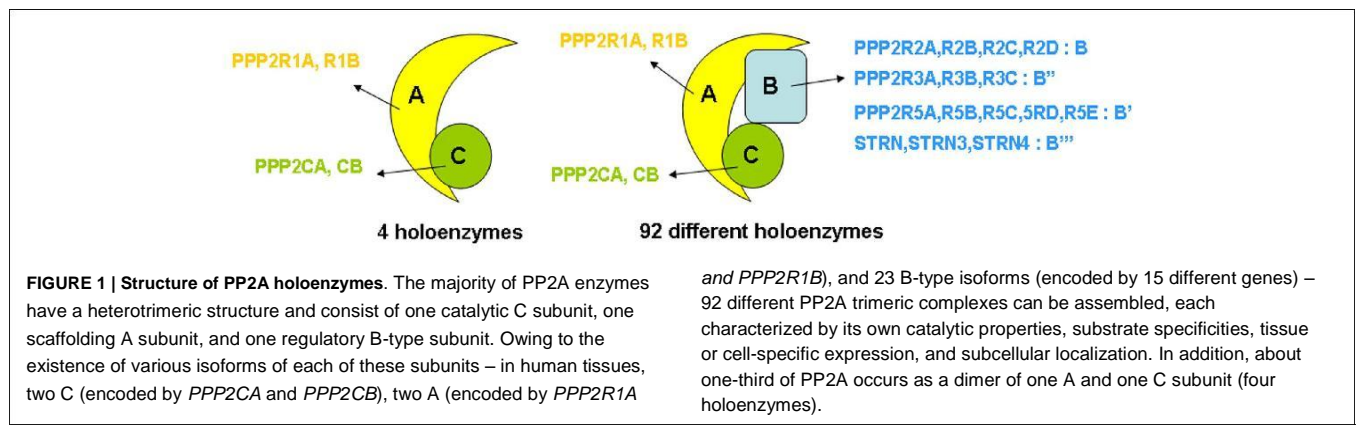 PPP2R1A, R1B
A
C
PPP2CA, CB
4 holoenzymes
PPP2R1A, R1B
A
B
C
PPP2CA, CB
92 different holoenzymes
PPP2R2A,R2B,R2C,R2D : B
PPP2R3A,R3B,R3C : B”
PPP2R5A,R5B,R5C,5RD,R5E : B’
STRN,STRN3,STRN4 : B’”
FIGURE 1 | Structure of PP2A holoenzymes. The majority of PP2A enzymes
have a heterotrimeric structure and consist of one catalytic C subunit, one
scaffolding A subunit, and one regulatory B-type subunit. Owing to the
existence of various isoforms of each of these subunits – in human tissues,
two C (encoded by PPP2CA and PPP2CB), two A (encoded by PPP2R1A
and PPP2R1B), and 23 B-type isoforms (encoded by 15 different genes) –
92 different PP2A trimeric complexes can be assembled, each
characterized by its own catalytic properties, substrate specificities, tissue
or cell-specific expression, and subcellular localization. In addition, about
one-third of PP2A occurs as a dimer of one A and one C subunit (four
holoenzymes).